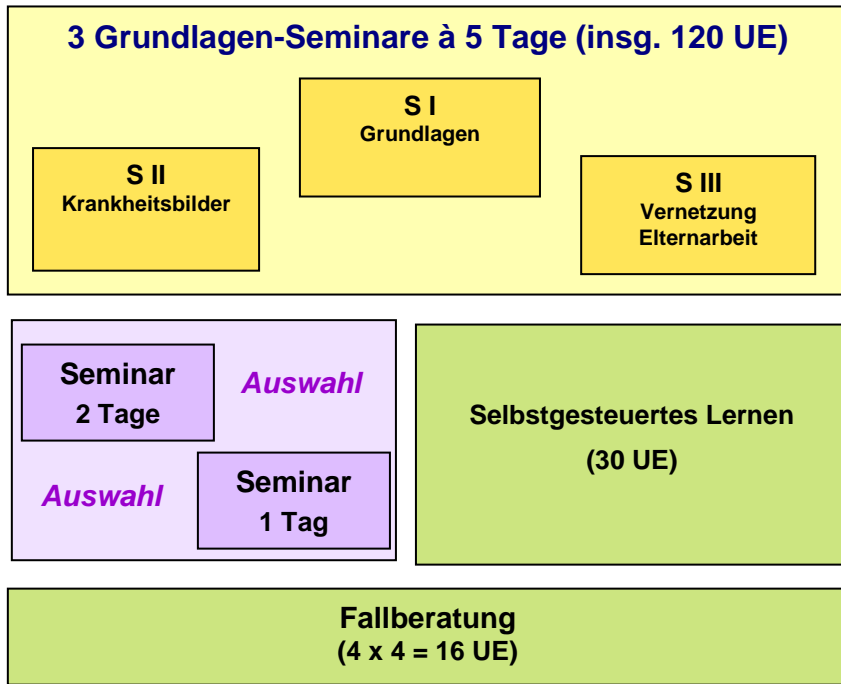 3 Grundlagen-Seminare à 5 Tage (insg. 120 UE)
S I
Grundlagen
S II
Krankheitsbilder
S III
Vernetzung
Elternarbeit
Seminar
2 Tage
Auswahl
Auswahl
Seminar
1 Tag
Selbstgesteuertes Lernen
(30 UE)
Fallberatung
(4 x 4 = 16 UE)